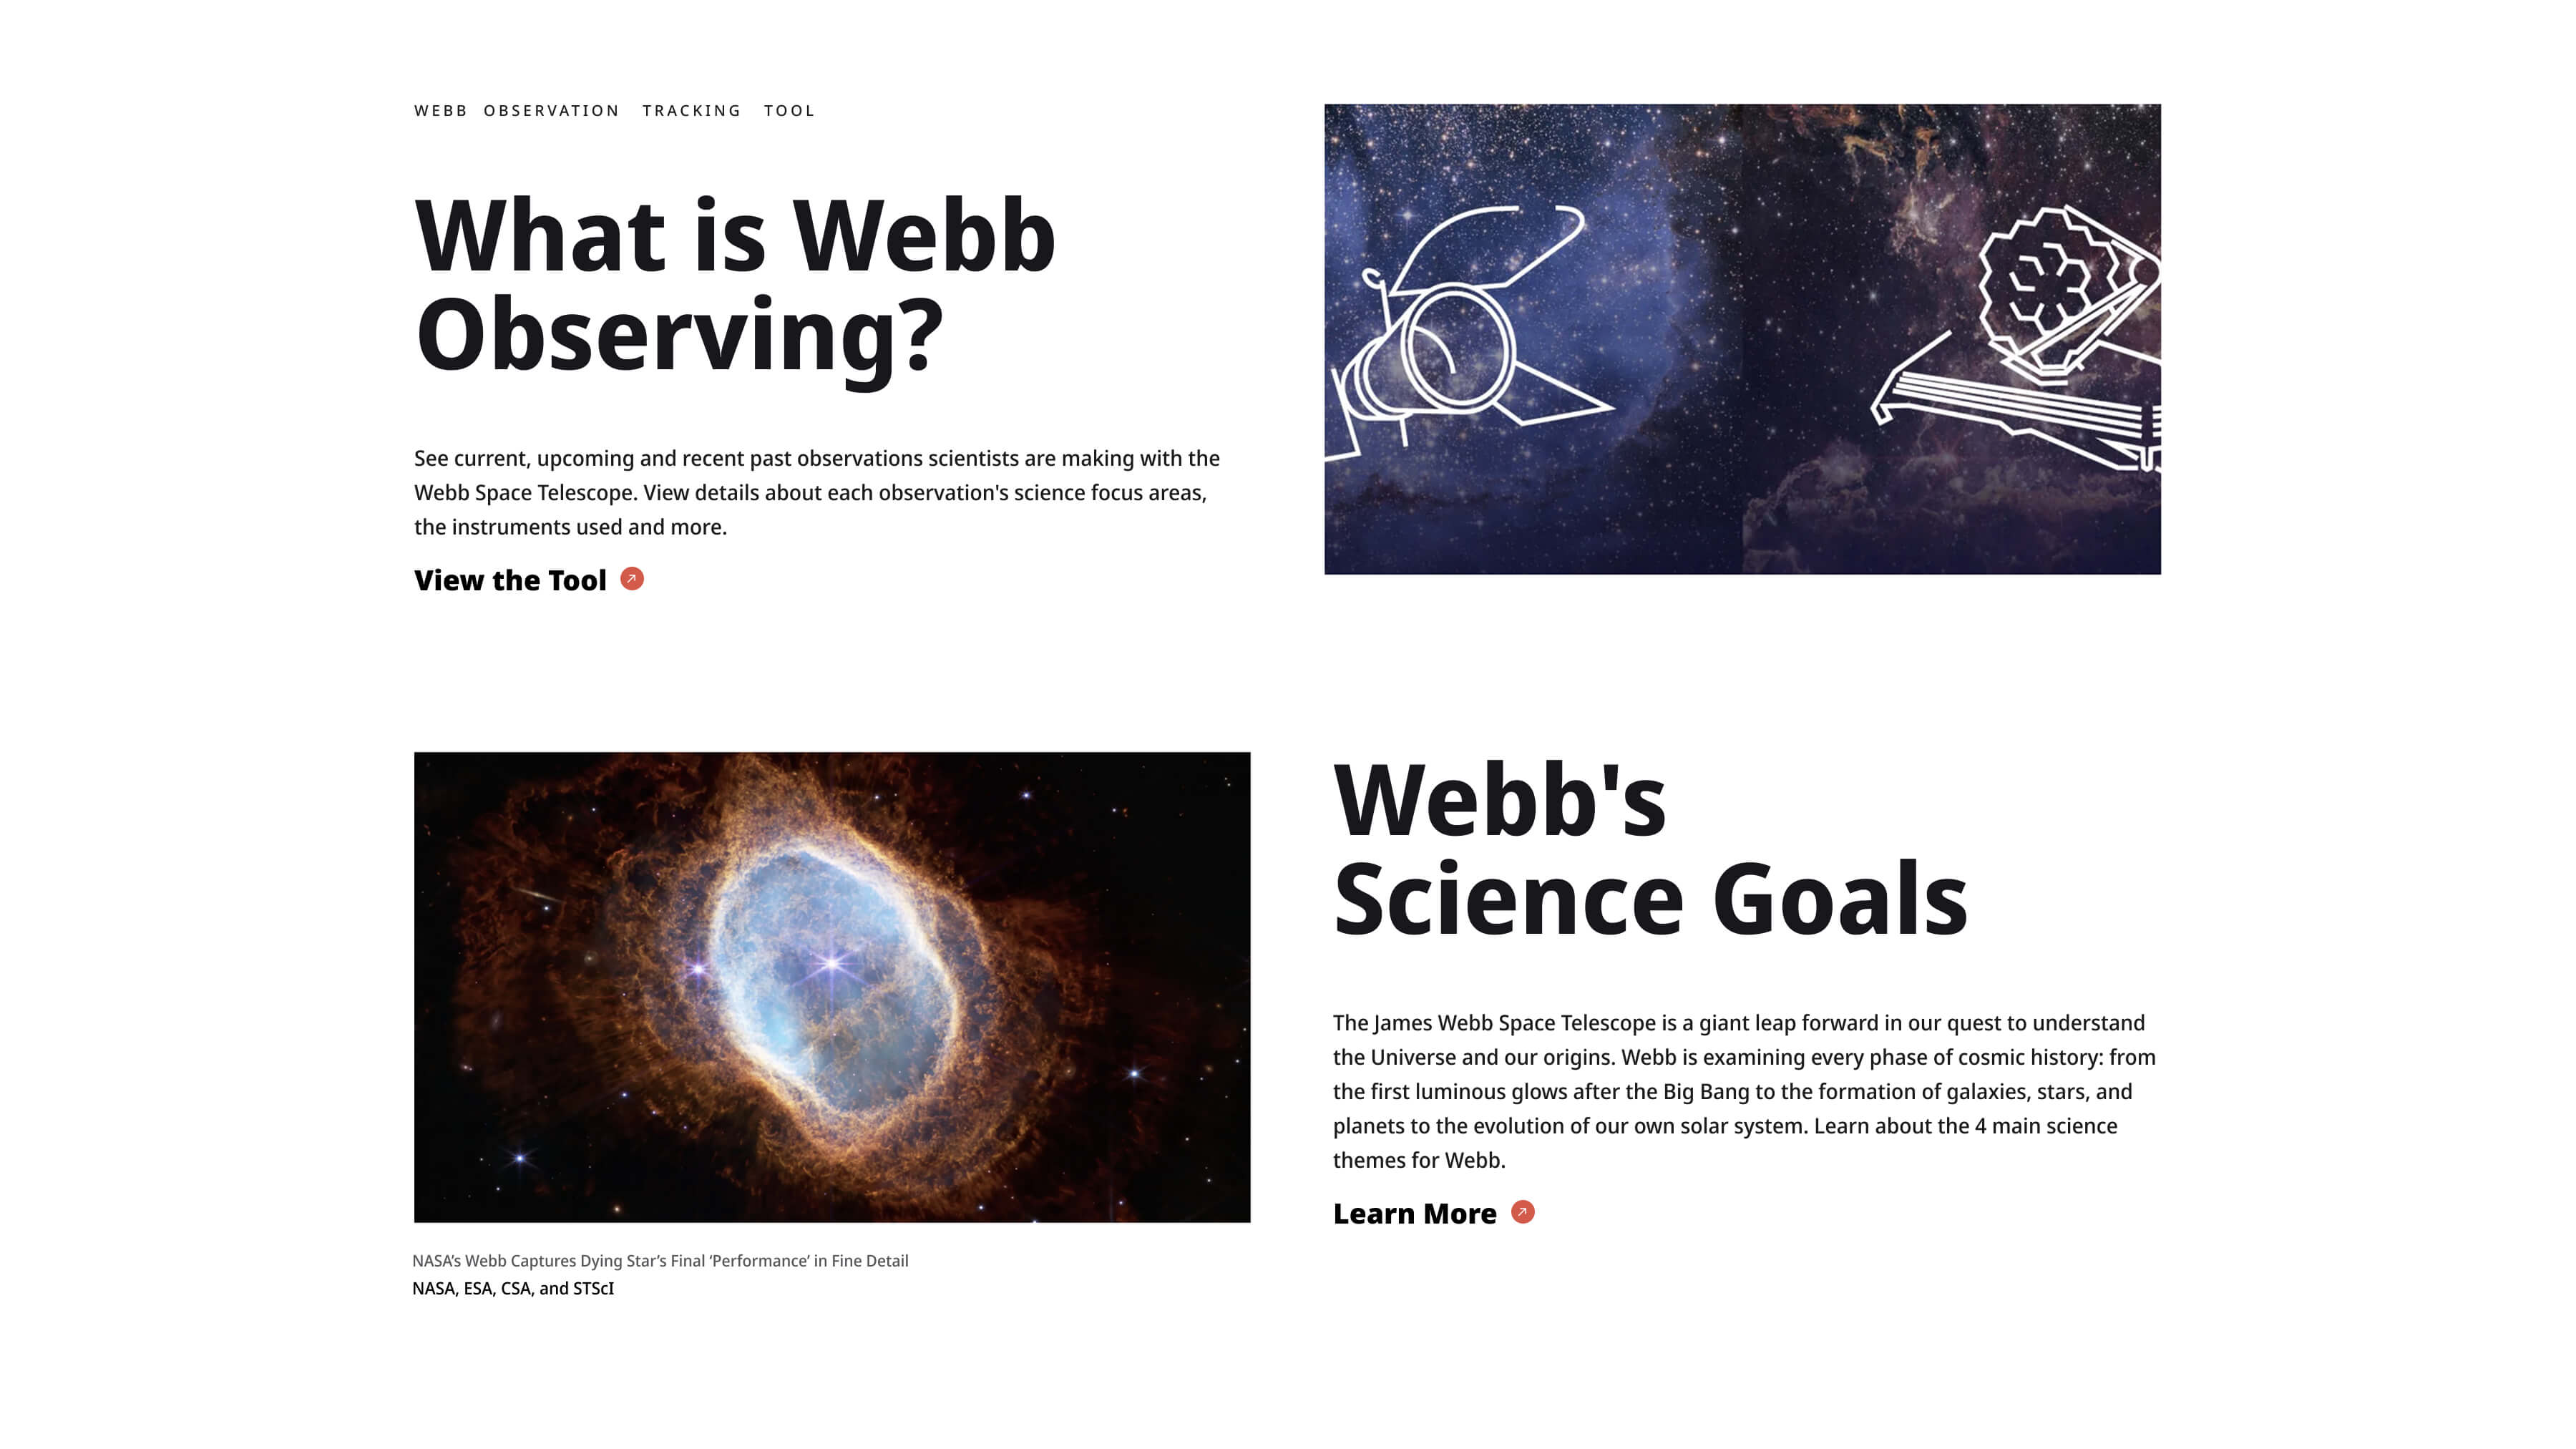 WEBB OBSERVATION TRACKING TOOL
What is Webb
Observing?
See current, upcoming and recent past observations scientists are making with the
Webb Space Telescope. View details about each observation's science focus areas,
the instruments used and more.
View the Tool
Webb's
Science Goals
The James Webb Space Telescope is a giant leap forward in our quest to understand
the Universe and our origins. Webb is examining every phase of cosmic history: from
the first luminous glows after the Big Bang to the formation of galaxies, stars, and
planets to the evolution of our own solar system. Learn about the 4 main science
themes for Webb.
Learn More
NASA’s Webb Captures Dying Star’s Final ‘Performance’ in Fine Detail
NASA, ESA, CSA, and STScI